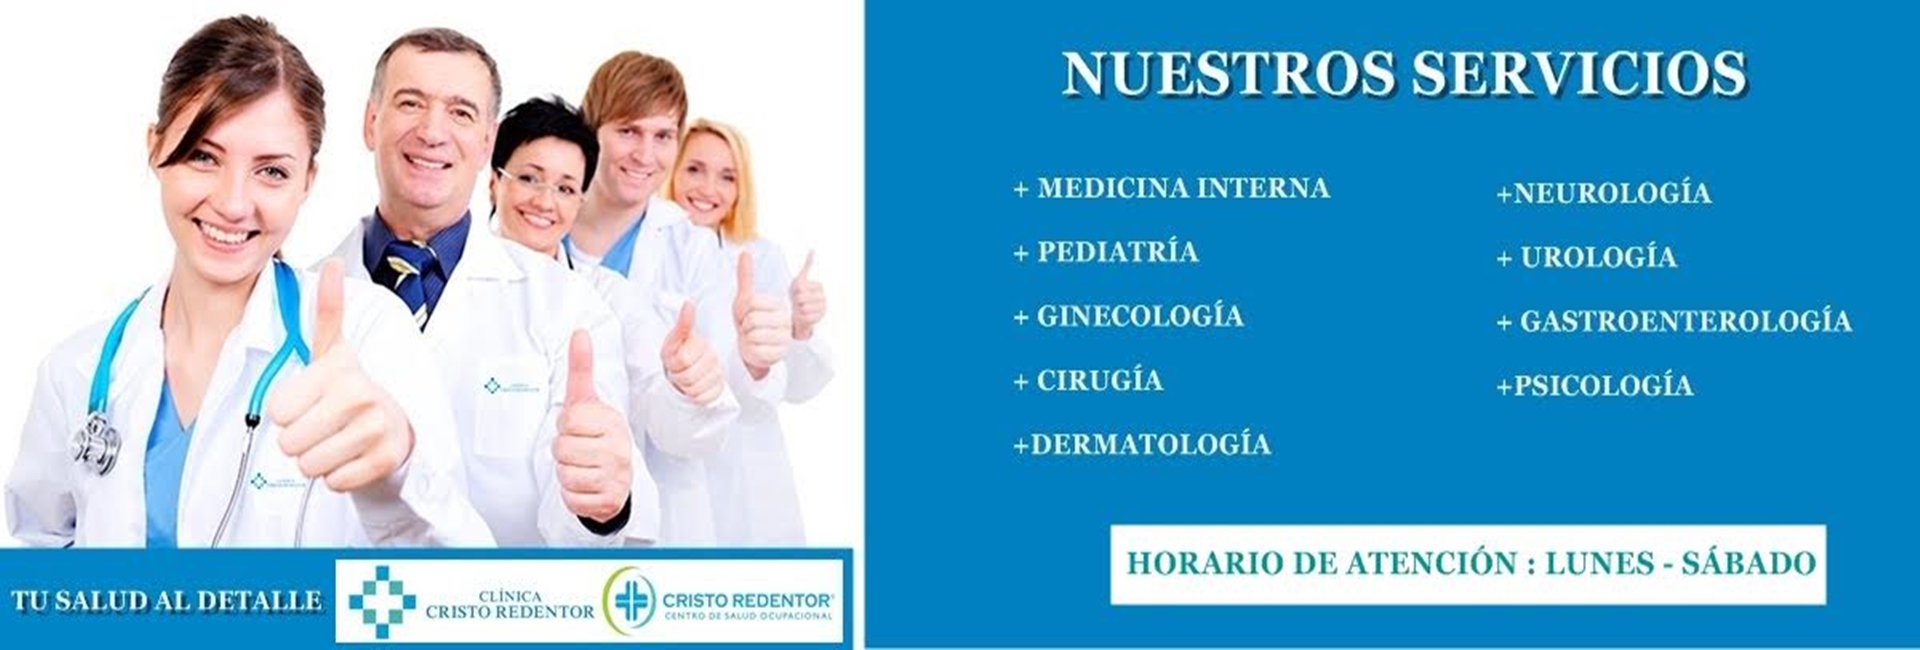 TU SALUD AL DETALLE
CLÍNICA
CRISTO REDENTOR
CRISTO REDENTOR®
CENTRO DE SALUD OCUPACIONAL
NUESTROS SERVICIOS
+ MEDICINA INTERNA
+ PEDIATRÍA
+ GINECOLOGÍA
+ CIRUGÍA
+DERMATOLOGÍA
+NEUROLOGÍA
+ UROLOGÍA
+ GASTROENTEROLOGÍA
+PSICOLOGÍA
HORARIO DE ATENCIÓN : LUNES - SÁBADO